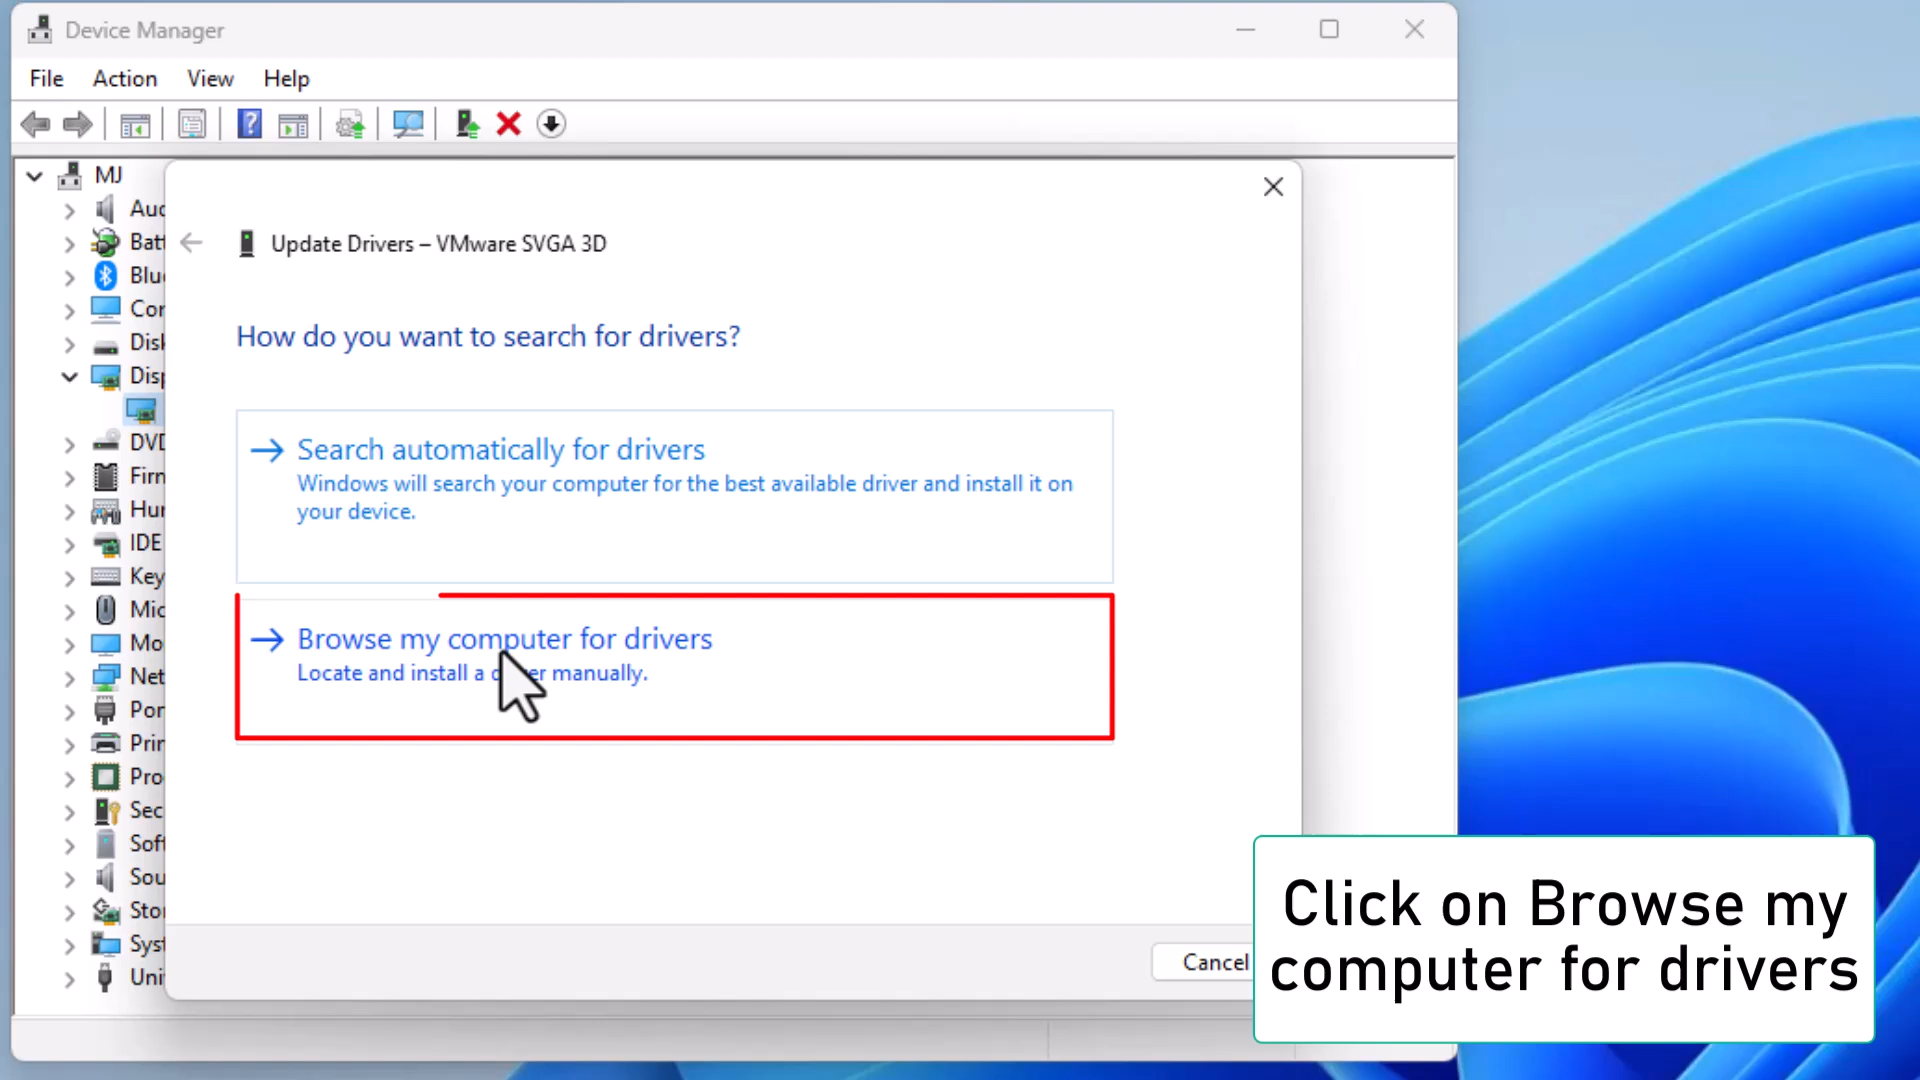 Device Manager
File Action View Help
MJ
Aud
Batt
Blue
Con
Disk
Disp
DVD
Firm
Hum
IDE
Key
Mic
Mo
Net
Por
Prin
Pro
Sec
Soft
Sou
Stor
Syst
Uni
Update Drivers – VMware SVGA 3D
How do you want to search for drivers?
Search automatically for drivers
Windows will search your computer for the best available driver and install it on
your device.
Browse my computer for drivers
Locate and install a driver manually.
Cancel
Click on Browse my
computer for drivers